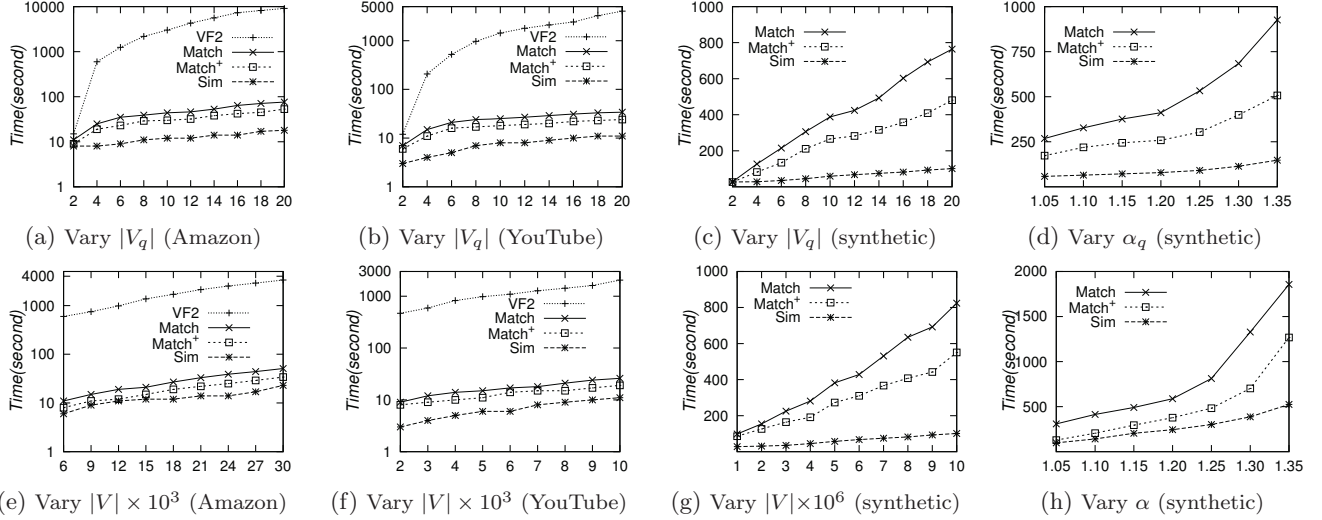 10000
1000
100
10
1
Time(second)
VF2
Match
Match+
Sim
2 4 6 8 10 12 14 16 18 20
(a) Vary |Vq| (Amazon)
5000
1000
100
10
1
Time(second)
VF2
Match
Match+
Sim
2 4 6 8 10 12 14 16 18 20
(b) Vary |Vq| (YouTube)
1000
800
600
400
200
Time(second)
Match
Match+
Sim
2 4 6 8 10 12 14 16 18 20
(c) Vary |Vq| (synthetic)
1000
750
500
250
Time(second)
Match
Match+
Sim
1.05 1.10 1.15 1.20 1.25 1.30 1.35
(d) Vary αq (synthetic)
4000
1000
100
10
1
Time(second)
VF2
Match
Match+
Sim
6 9 12 15 18 21 24 27 30
(e) Vary |V| × 10³ (Amazon)
3000
1000
100
10
1
Time(second)
VF2
Match
Match+
Sim
2 3 4 5 6 7 8 9 10
(f) Vary |V| × 10³ (YouTube)
1000
800
600
400
200
Time(second)
Match
Match+
Sim
1 2 3 4 5 6 7 8 9 10
(g) Vary |V|×10⁶ (synthetic)
2000
1500
1000
500
Time(second)
Match
Match+
Sim
1.05 1.10 1.15 1.20 1.25 1.30 1.35
(h) Vary α (synthetic)